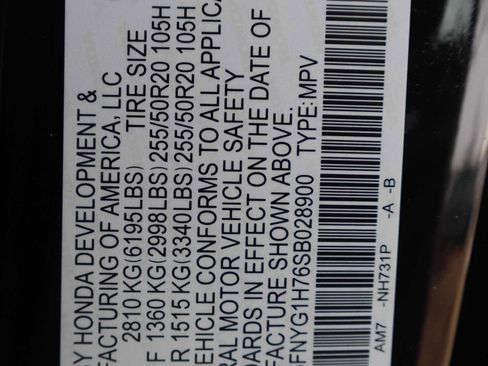 Y HONDA DEVELOPMENT &
FACTURING OF AMERICA, LLC
2810 KG(6195LBS) TIRE SIZE
F 1360 KG(2998LBS) 255/50R20 105H
R 1515 KG(3340LBS) 255/50R20 105H
VEHICLE CONFORMS TO ALL APPLICA
RAL MOTOR VEHICLE SAFETY
ARDS IN EFFECT ON THE DATE OF
FACTURE SHOWN ABOVE.
FNYG1H76SB028900 TYPE: MPV
AM7 -NH731P -A -B